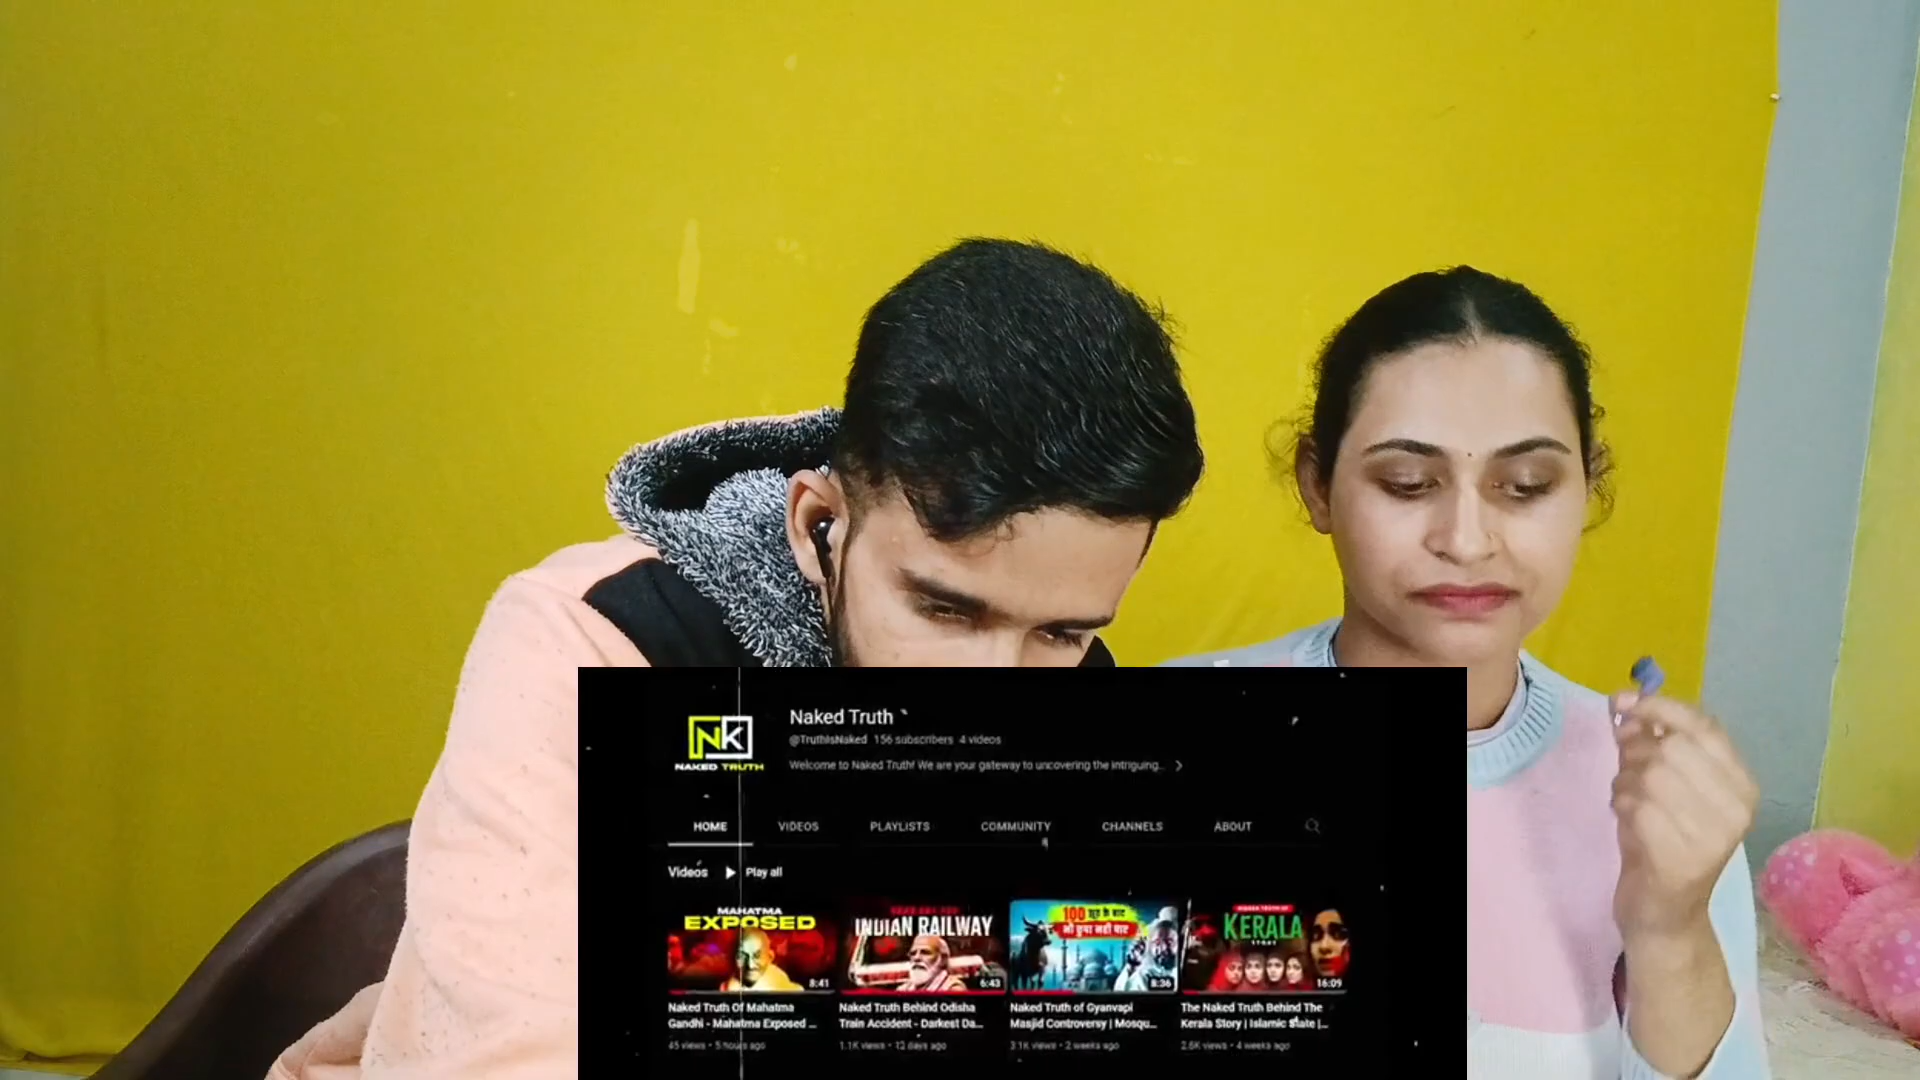 NK
NAKED TRUTH
Naked Truth
@TruthIsNaked 156 subscribers 4 videos
Welcome to Naked Truth! We are your gateway to uncovering the intriguing...
HOME VIDEOS PLAYLISTS COMMUNITY CHANNELS ABOUT
Videos Play all
MAHATMA
EXPOSED
8:41
INDIAN RAILWAY
6:43
100 झूठ के बाद
भी छुपा नहीं पाए
8:36
KERALA
STORY
16:09
Naked Truth Of Mahatma
Gandhi - Mahatma Exposed ...
45 views • 5 hours ago
Naked Truth Behind Odisha
Train Accident - Darkest Da...
1.1K views • 12 days ago
Naked Truth of Gyanvapi
Masjid Controversy | Mosqu...
3.1K views • 2 weeks ago
The Naked Truth Behind The
Kerala Story | Islamic State |...
2.6K views • 4 weeks ago